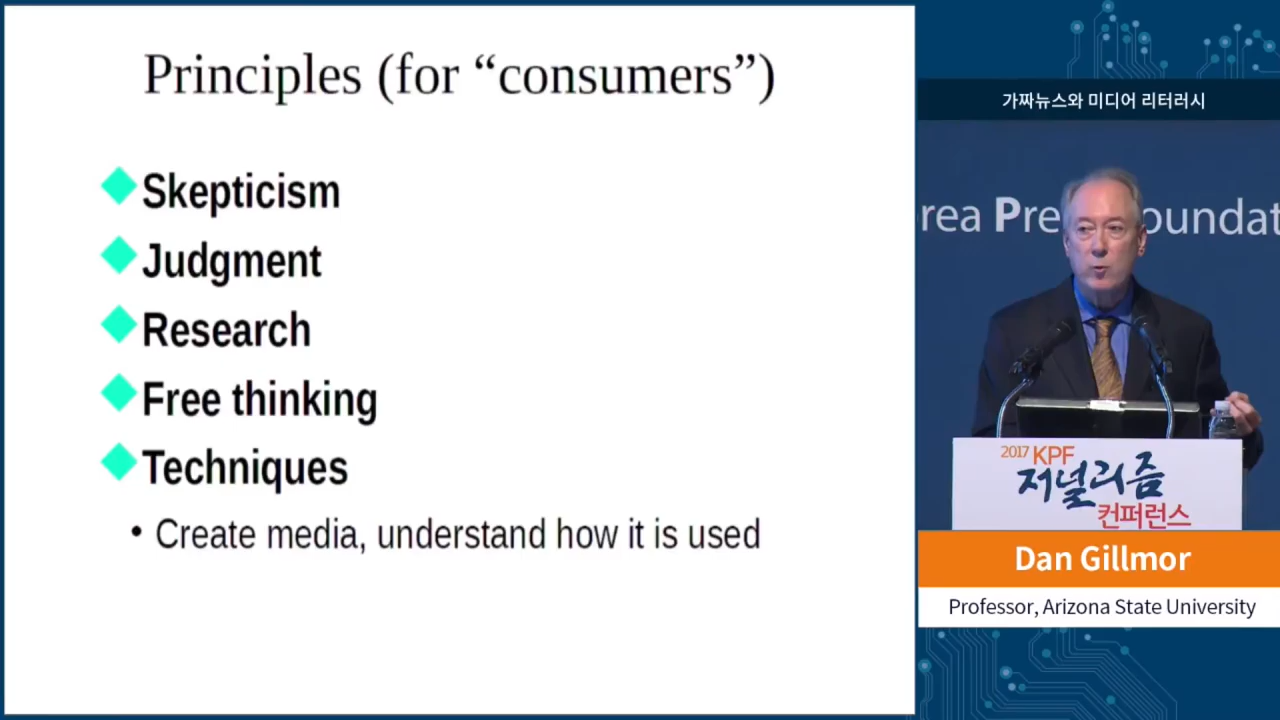 Principles (for “consumers”)
Skepticism
Judgment
Research
Free thinking
Techniques
• Create media, understand how it is used
가짜뉴스와 미디어 리터러시
rea Pre oundat
2017 KPF
저널리즘
컨퍼런스
Dan Gillmor
Professor, Arizona State University